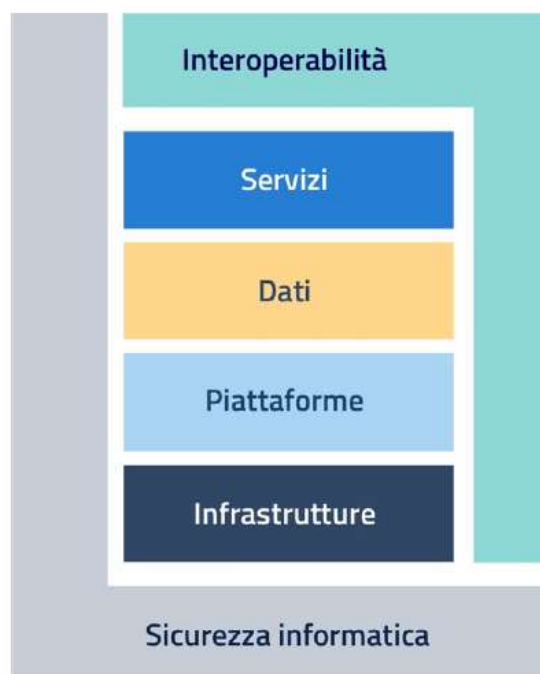 Interoperabilità
Servizi
Dati
Piattaforme
Infrastrutture
Sicurezza informatica